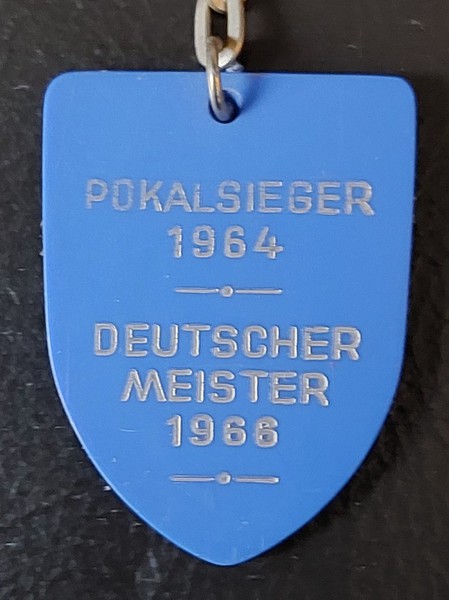 POKALSIEGER
1964
DEUTSCHER
MEISTER
1966